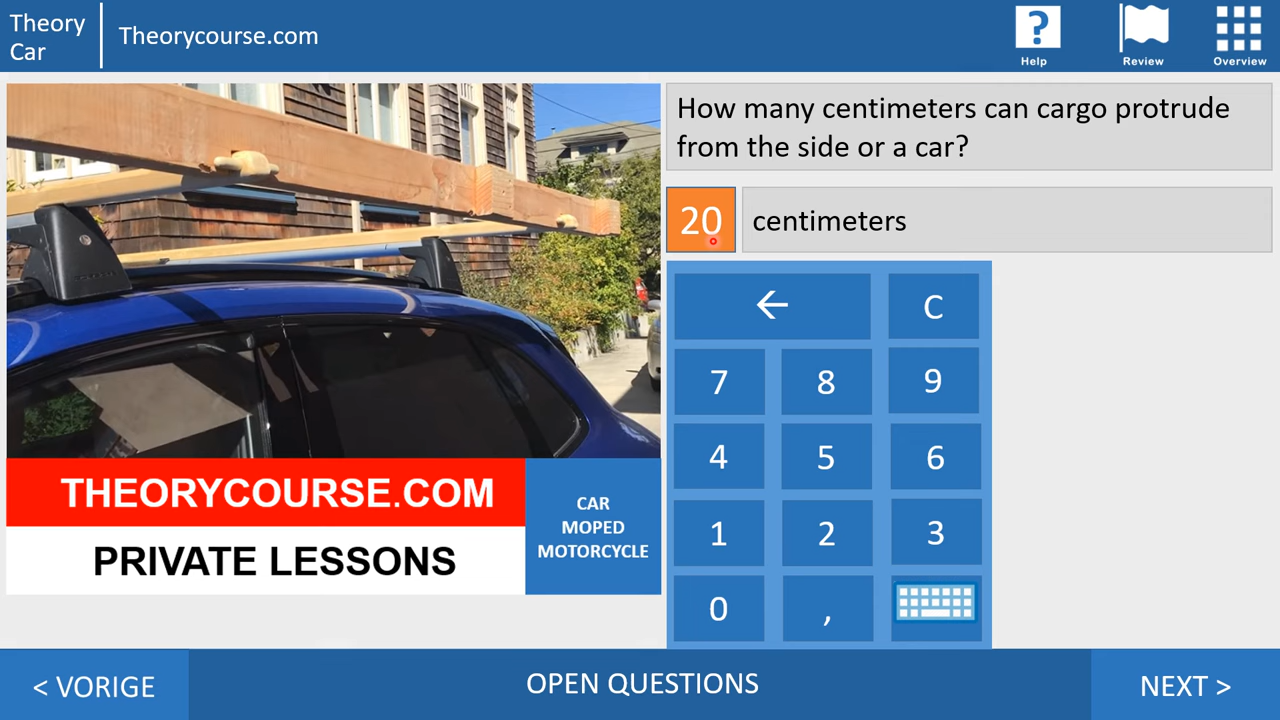 Theory
Car
Theorycourse.com
?
Help
Review
Overview
How many centimeters can cargo protrude
from the side or a car?
20 centimeters
THEORYCOURSE.COM
PRIVATE LESSONS
CAR
MOPED
MOTORCYCLE
← C
7 8 9
4 5 6
1 2 3
0 ,
< VORIGE
OPEN QUESTIONS
NEXT >